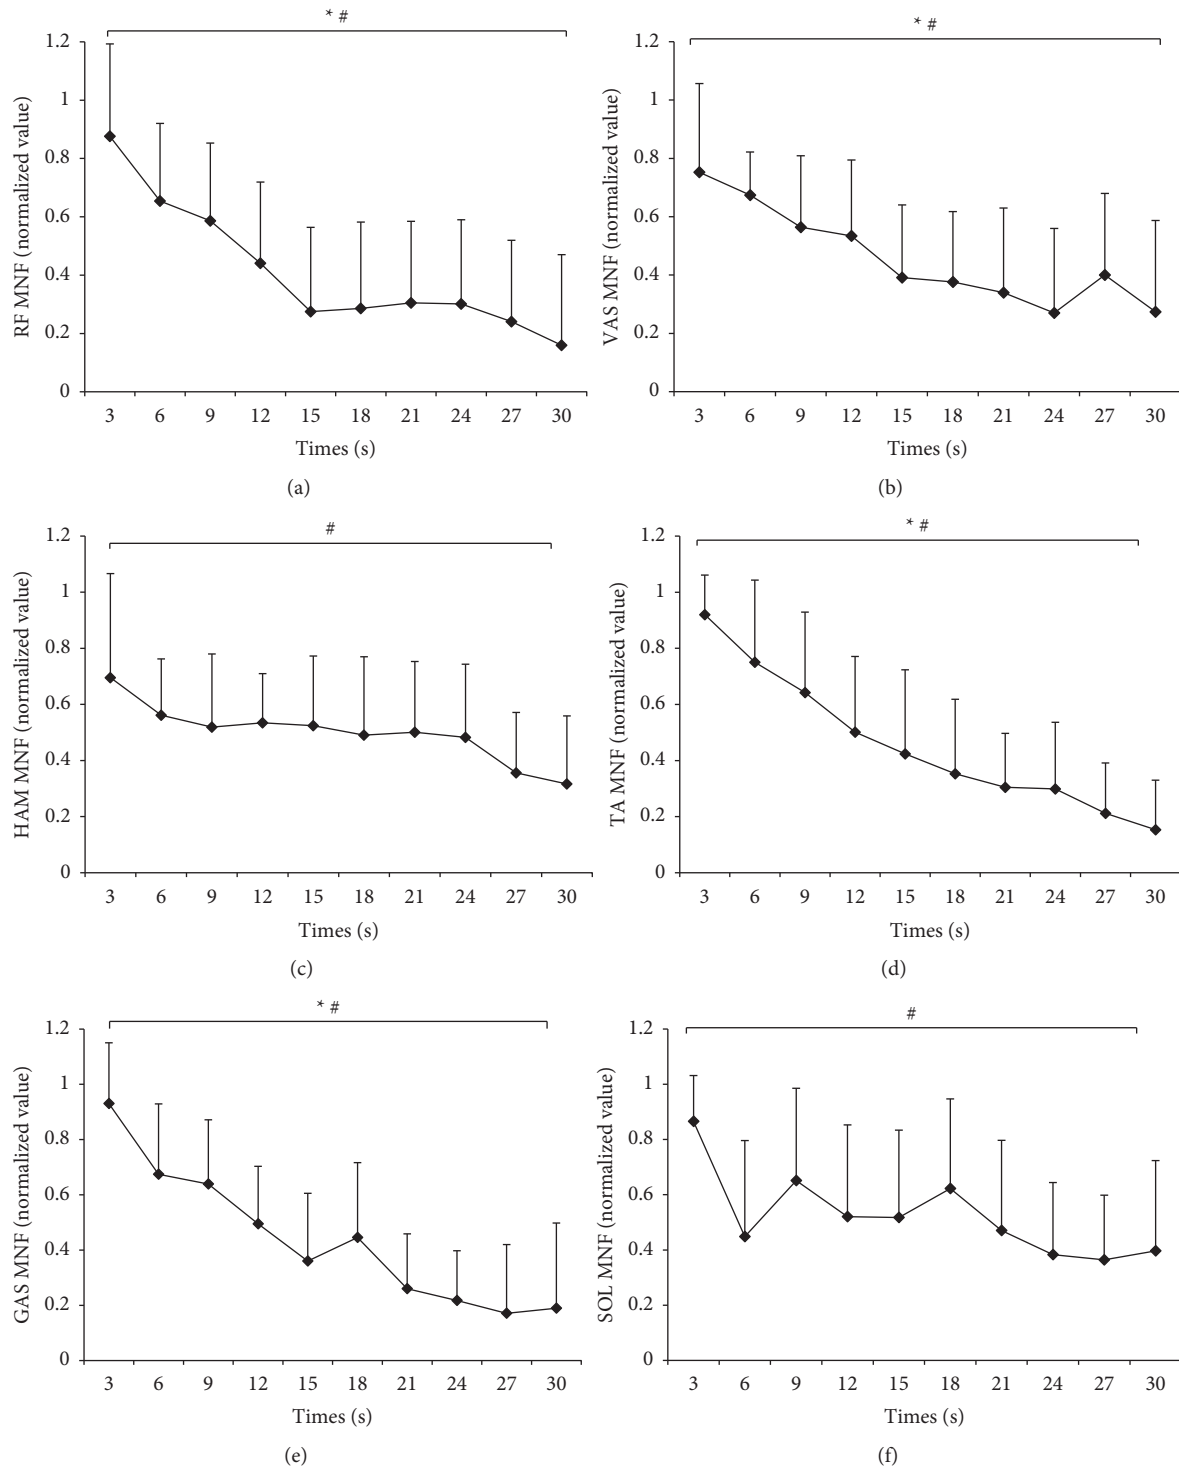 * #
RF MNF (normalized value)
1.2
1
0.8
0.6
0.4
0.2
0
3 6 9 12 15 18 21 24 27 30
Times (s)
(a)
* #
VAS MNF (normalized value)
1.2
1
0.8
0.6
0.4
0.2
0
3 6 9 12 15 18 21 24 27 30
Times (s)
(b)
#
HAM MNF (normalized value)
1.2
1
0.8
0.6
0.4
0.2
0
3 6 9 12 15 18 21 24 27 30
Times (s)
(c)
* #
TA MNF (normalized value)
1.2
1
0.8
0.6
0.4
0.2
0
3 6 9 12 15 18 21 24 27 30
Times (s)
(d)
* #
GAS MNF (normalized value)
1.2
1
0.8
0.6
0.4
0.2
0
3 6 9 12 15 18 21 24 27 30
Times (s)
(e)
#
SOL MNF (normalized value)
1.2
1
0.8
0.6
0.4
0.2
0
3 6 9 12 15 18 21 24 27 30
Times (s)
(f)